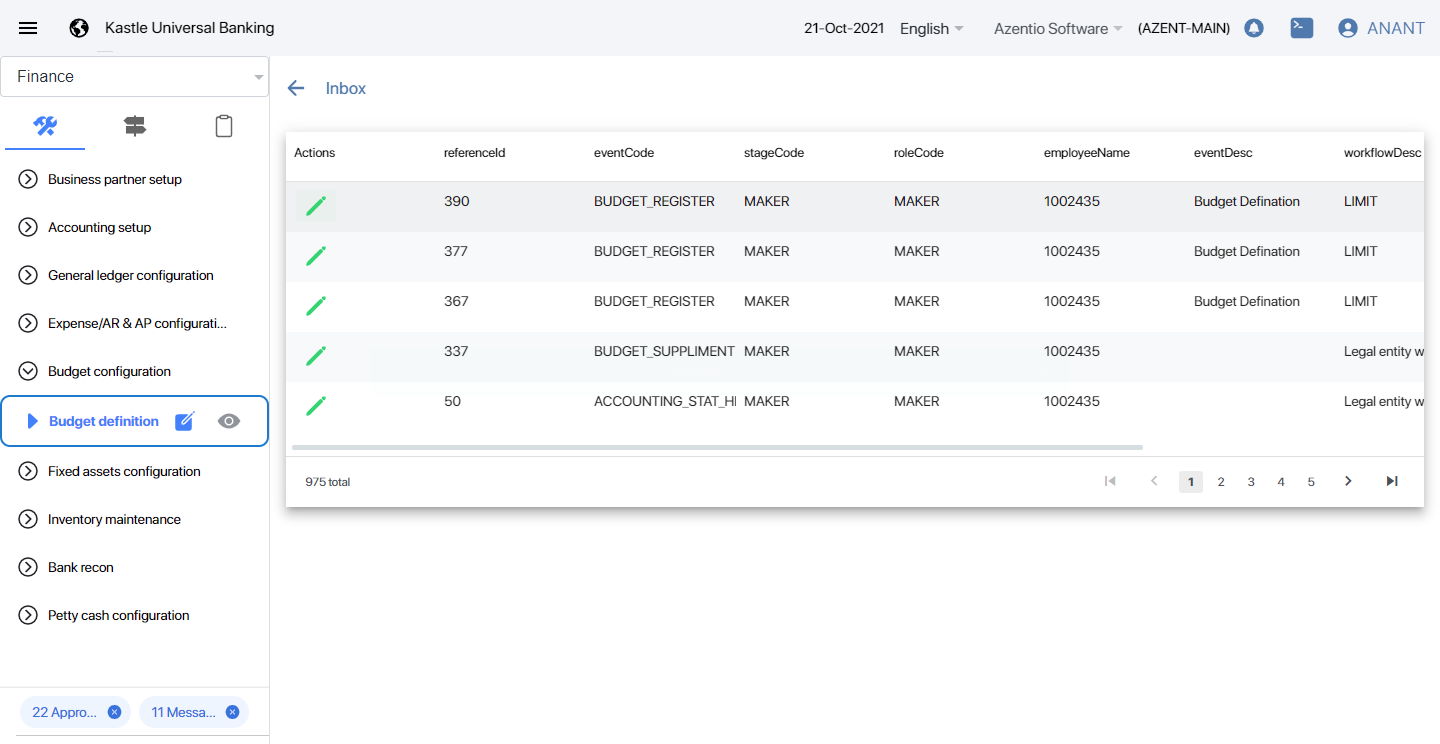 Kastle Universal Banking
21-Oct-2021 English Azentio Software (AZENT-MAIN) ANANT
Finance
Business partner setup
Accounting setup
General ledger configuration
Expense/AR & AP configurati...
Budget configuration
Budget definition
Fixed assets configuration
Inventory maintenance
Bank recon
Petty cash configuration
22 Appro... 11 Messa...
Inbox
Actions referenceId eventCode stageCode roleCode employeeName eventDesc workflowDesc
390 BUDGET_REGISTER MAKER MAKER 1002435 Budget Defination LIMIT
377 BUDGET_REGISTER MAKER MAKER 1002435 Budget Defination LIMIT
367 BUDGET_REGISTER MAKER MAKER 1002435 Budget Defination LIMIT
337 BUDGET_SUPPLIMENT MAKER MAKER 1002435 Legal entity w
50 ACCOUNTING_STAT_HI MAKER MAKER 1002435 Legal entity w
975 total 1 2 3 4 5